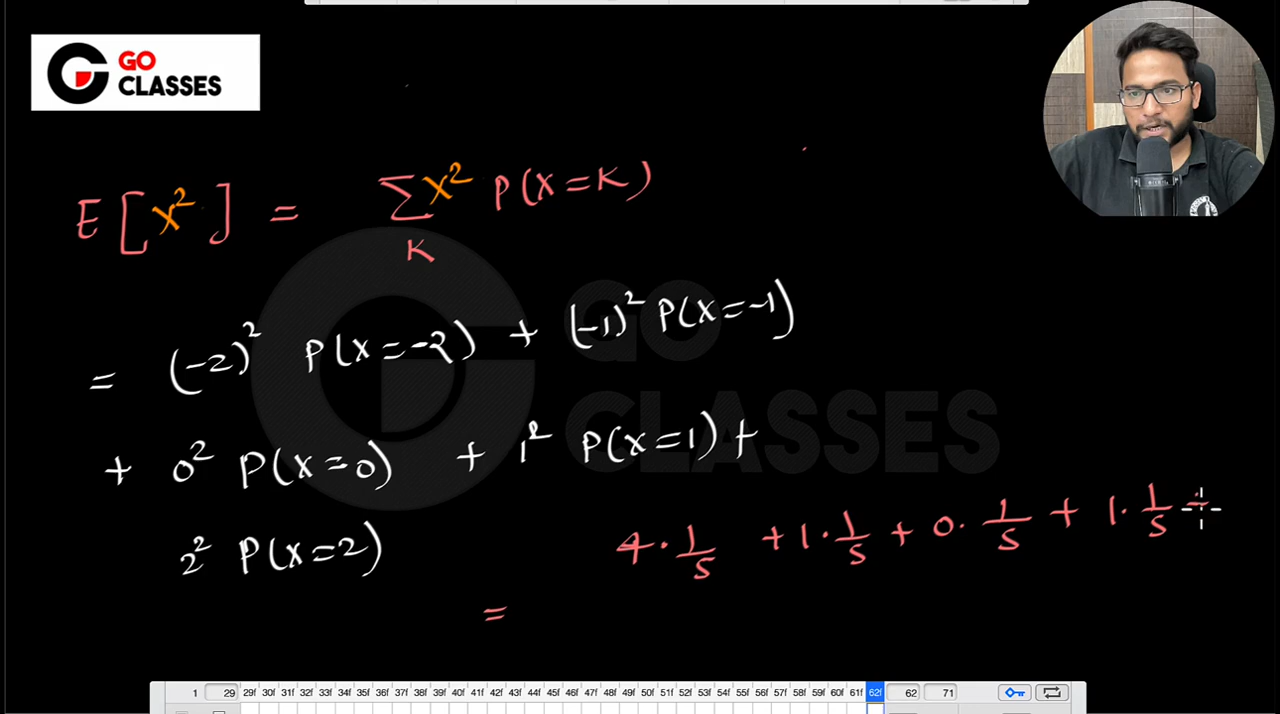 GO
CLASSES
E[x²] = Σ x² P(x=K)
K
= (-2)² P(x=-2) + (-1)² P(x=-1)
+ 0² P(x=0) + 1² P(x=1) +
2² P(x=2)
4·1/5 + 1·1/5 + 0·1/5 + 1·1/5 +
=
GO
CLASSES
1 29 29f 30f 31f 32f 33f 34f 35f 36f 37f 38f 39f 40f 41f 42f 43f 44f 45f 46f 47f 48f 49f 50f 51f 52f 53f 54f 55f 56f 57f 58f 59f 60f 61f 62f 62 71